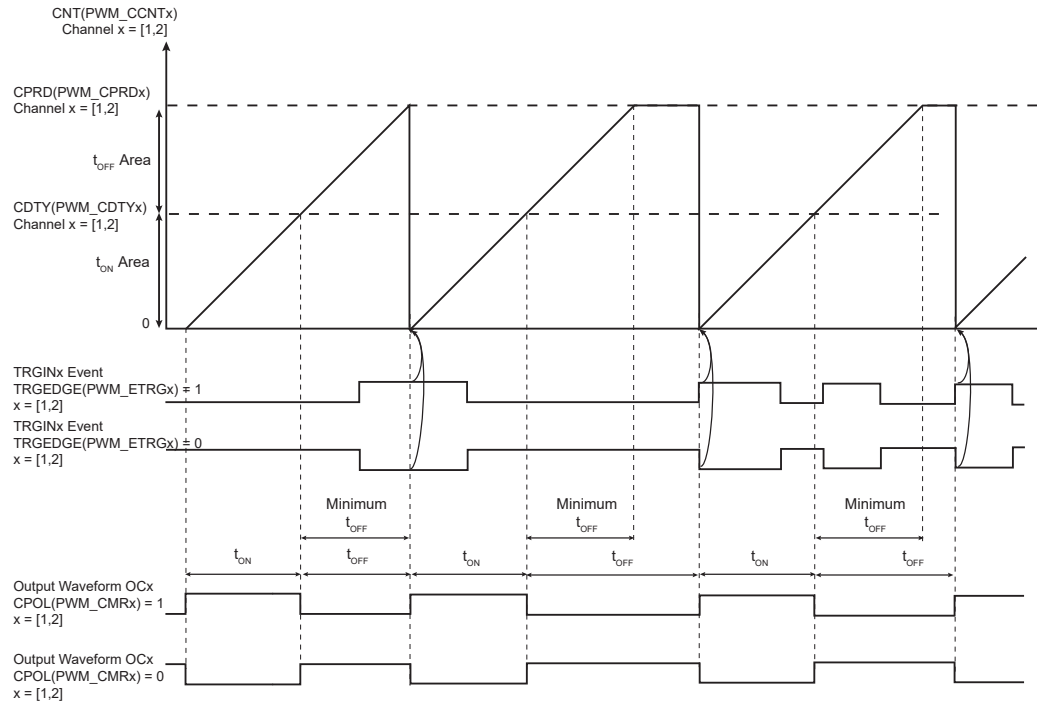 CNT(PWM_CCNTx)
Channel x = [1,2]
CPRD(PWM_CPRDx)
Channel x = [1,2]
tOFF Area
CDTY(PWM_CDTYx)
Channel x = [1,2]
tON Area
0
TRGINx Event
TRGEDGE(PWM_ETRGx) = 1
x = [1,2]
TRGINx Event
TRGEDGE(PWM_ETRGx) = 0
x = [1,2]
Minimum
tOFF
Minimum
tOFF
Minimum
tOFF
tON
tOFF
tON
tOFF
tON
tOFF
Output Waveform OCx
CPOL(PWM_CMRx) = 1
x = [1,2]
Output Waveform OCx
CPOL(PWM_CMRx) = 0
x = [1,2]